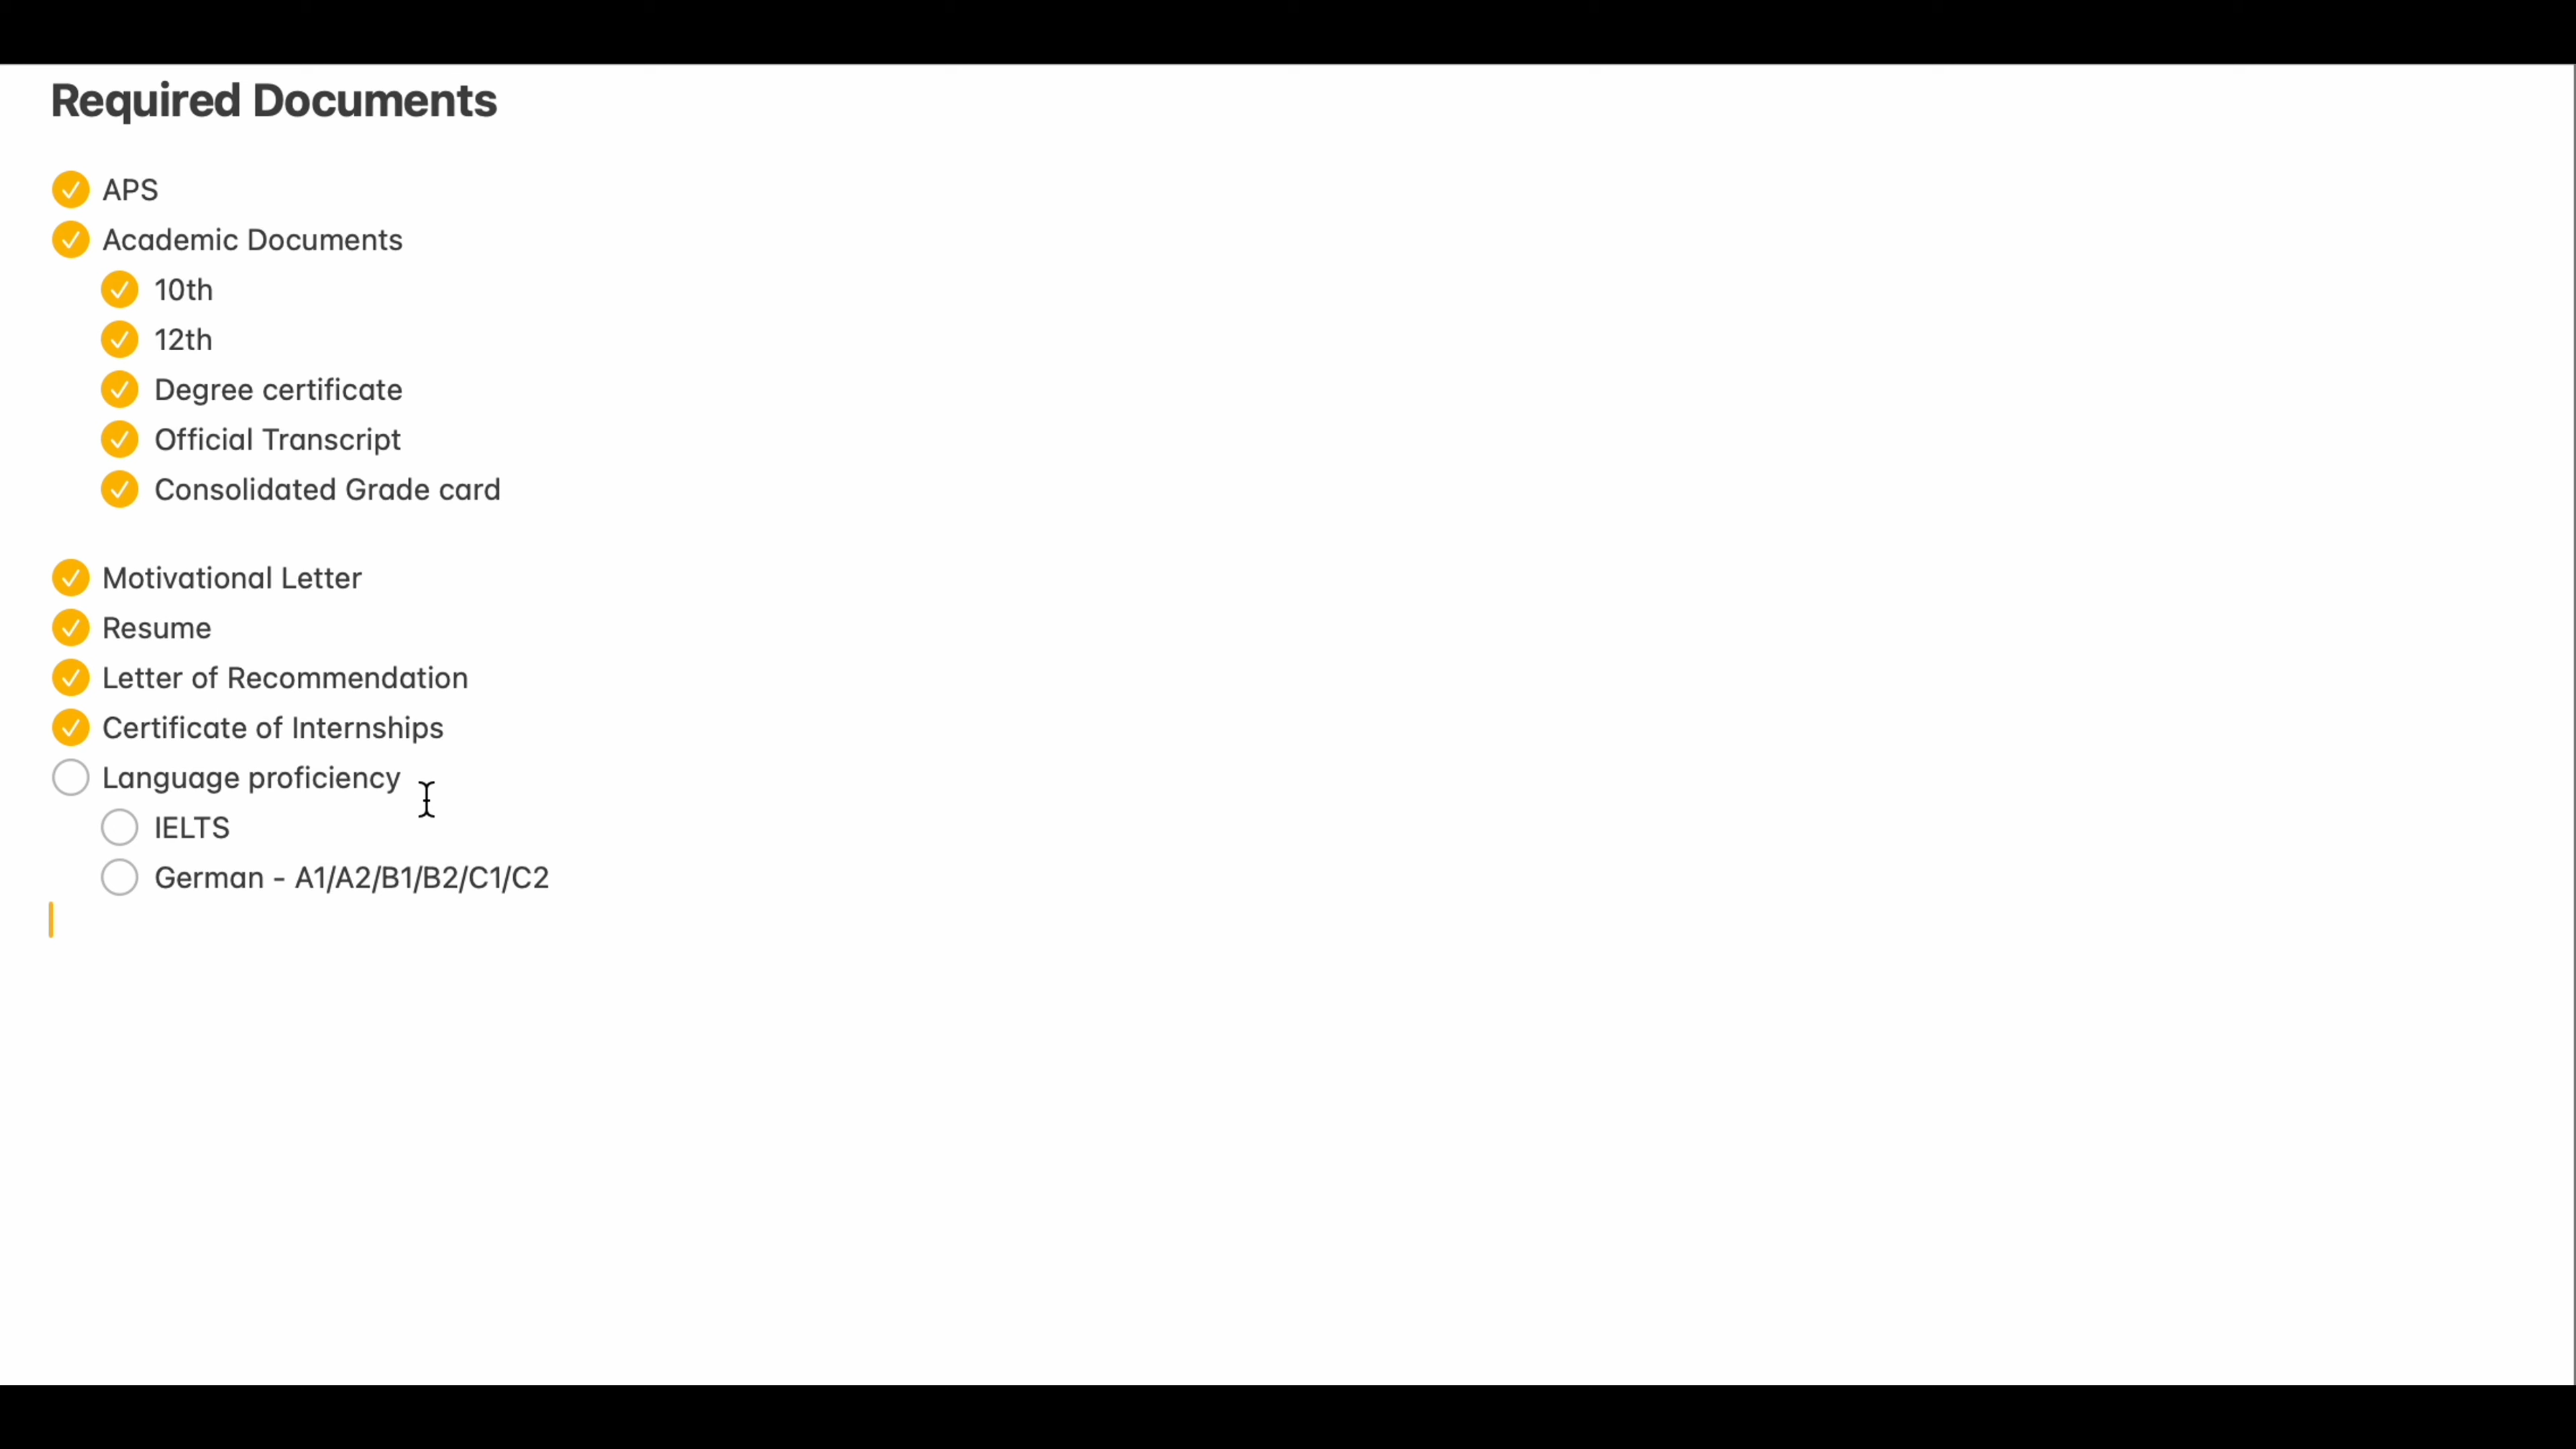 Required Documents
APS
Academic Documents
10th
12th
Degree certificate
Official Transcript
Consolidated Grade card
Motivational Letter
Resume
Letter of Recommendation
Certificate of Internships
Language proficiency
IELTS
German - A1/A2/B1/B2/C1/C2